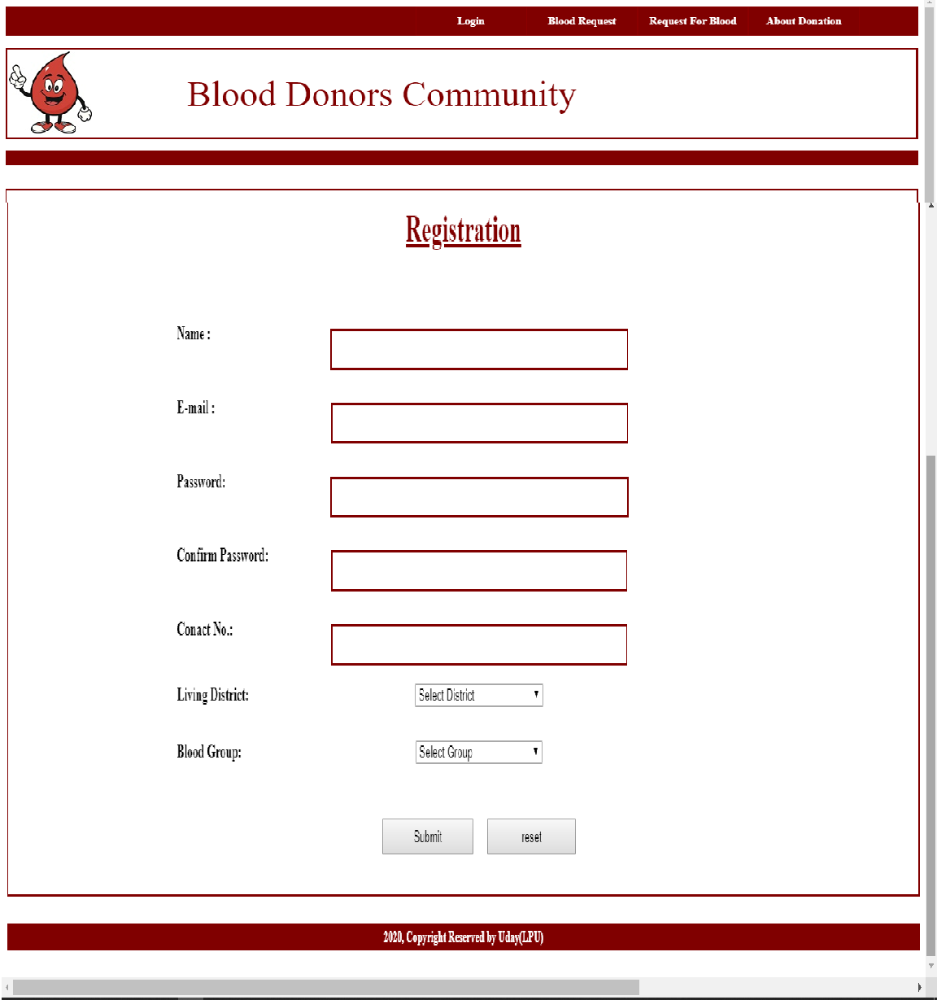 Login Blood Request Request For Blood About Donation
Blood Donors Community
Registration
Name :
E-mail :
Password:
Confirm Password:
Conact No.:
Living District: Select District
Blood Group: Select Group
Submit reset
2020, Copyright Reserved by Uday(LPU)